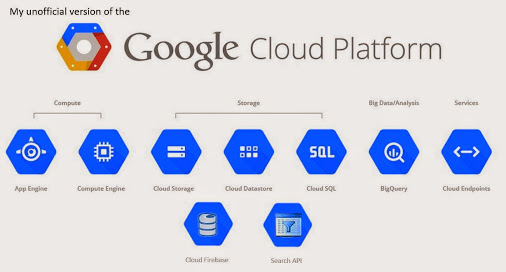 My unofficial version of the
Google Cloud Platform
Compute Storage Big Data/Analysis Services
SQL
App Engine Compute Engine Cloud Storage Cloud Datastore Cloud SQL BigQuery Cloud Endpoints
Cloud Firebase Search API